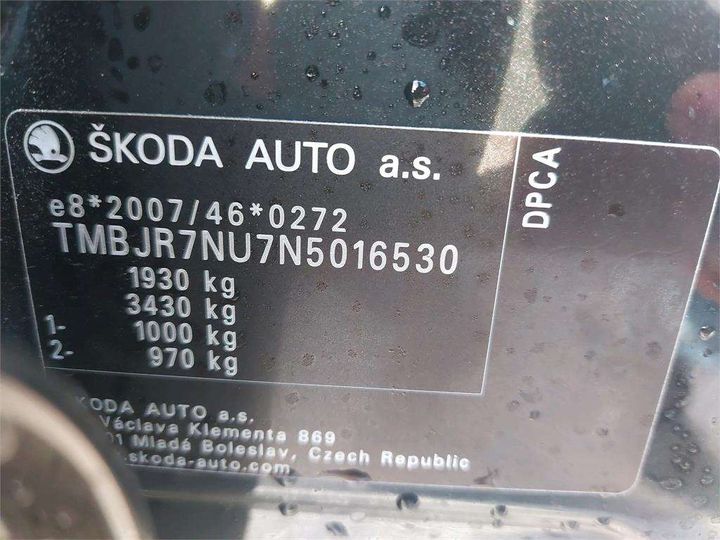 ŠKODA AUTO a.s.
e8*2007/46*0272
TMBJR7NU7N5016530
1930 kg
3430 kg
1- 1000 kg
2- 970 kg
DPCA
KODA AUTO a.s.
Václava Klementa 869
01 Mladá Boleslav, Czech Republic
.skoda-auto.com